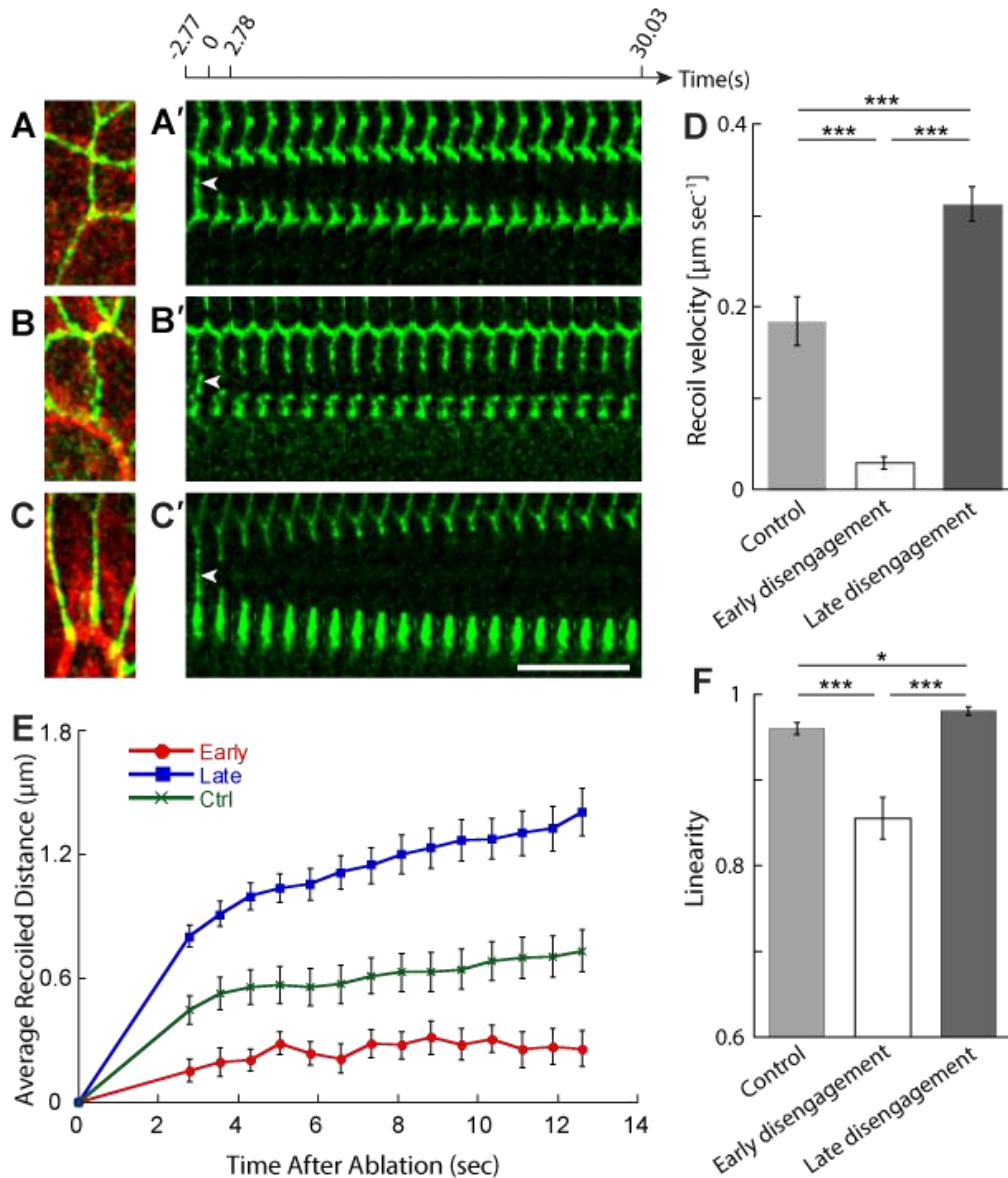 -2.77
0
2.78
30.03
Time(s)
A
A'
B
B'
C
C'
D
***
***
***
0.4
0.2
0
Recoil velocity [µm sec⁻¹]
Control
Early disengagement
Late disengagement
E
1.8
1.2
0.6
0
Average Recoiled Distance (µm)
Early
Late
Ctrl
0
2
4
6
8
10
12
14
Time After Ablation (sec)
F
*
***
***
1
0.8
0.6
Linearity
Control
Early disengagement
Late disengagement